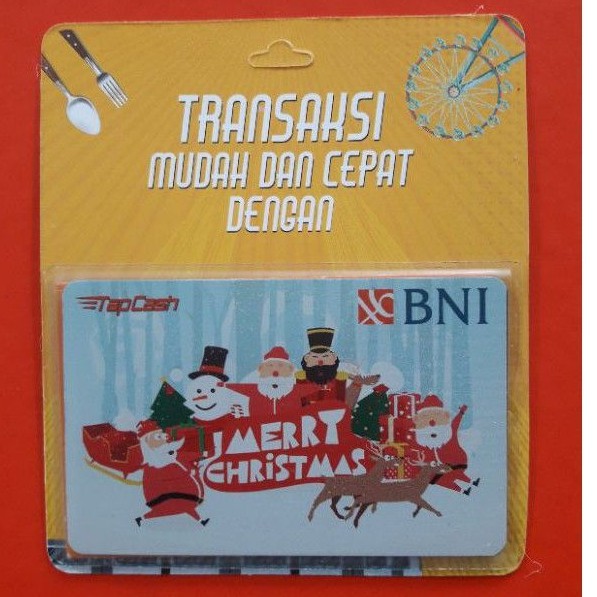 TRANSAKSI
MUDAH DAN CEPAT
DENGAN
TapCash
BNI
MERRY
CHRISTMAS